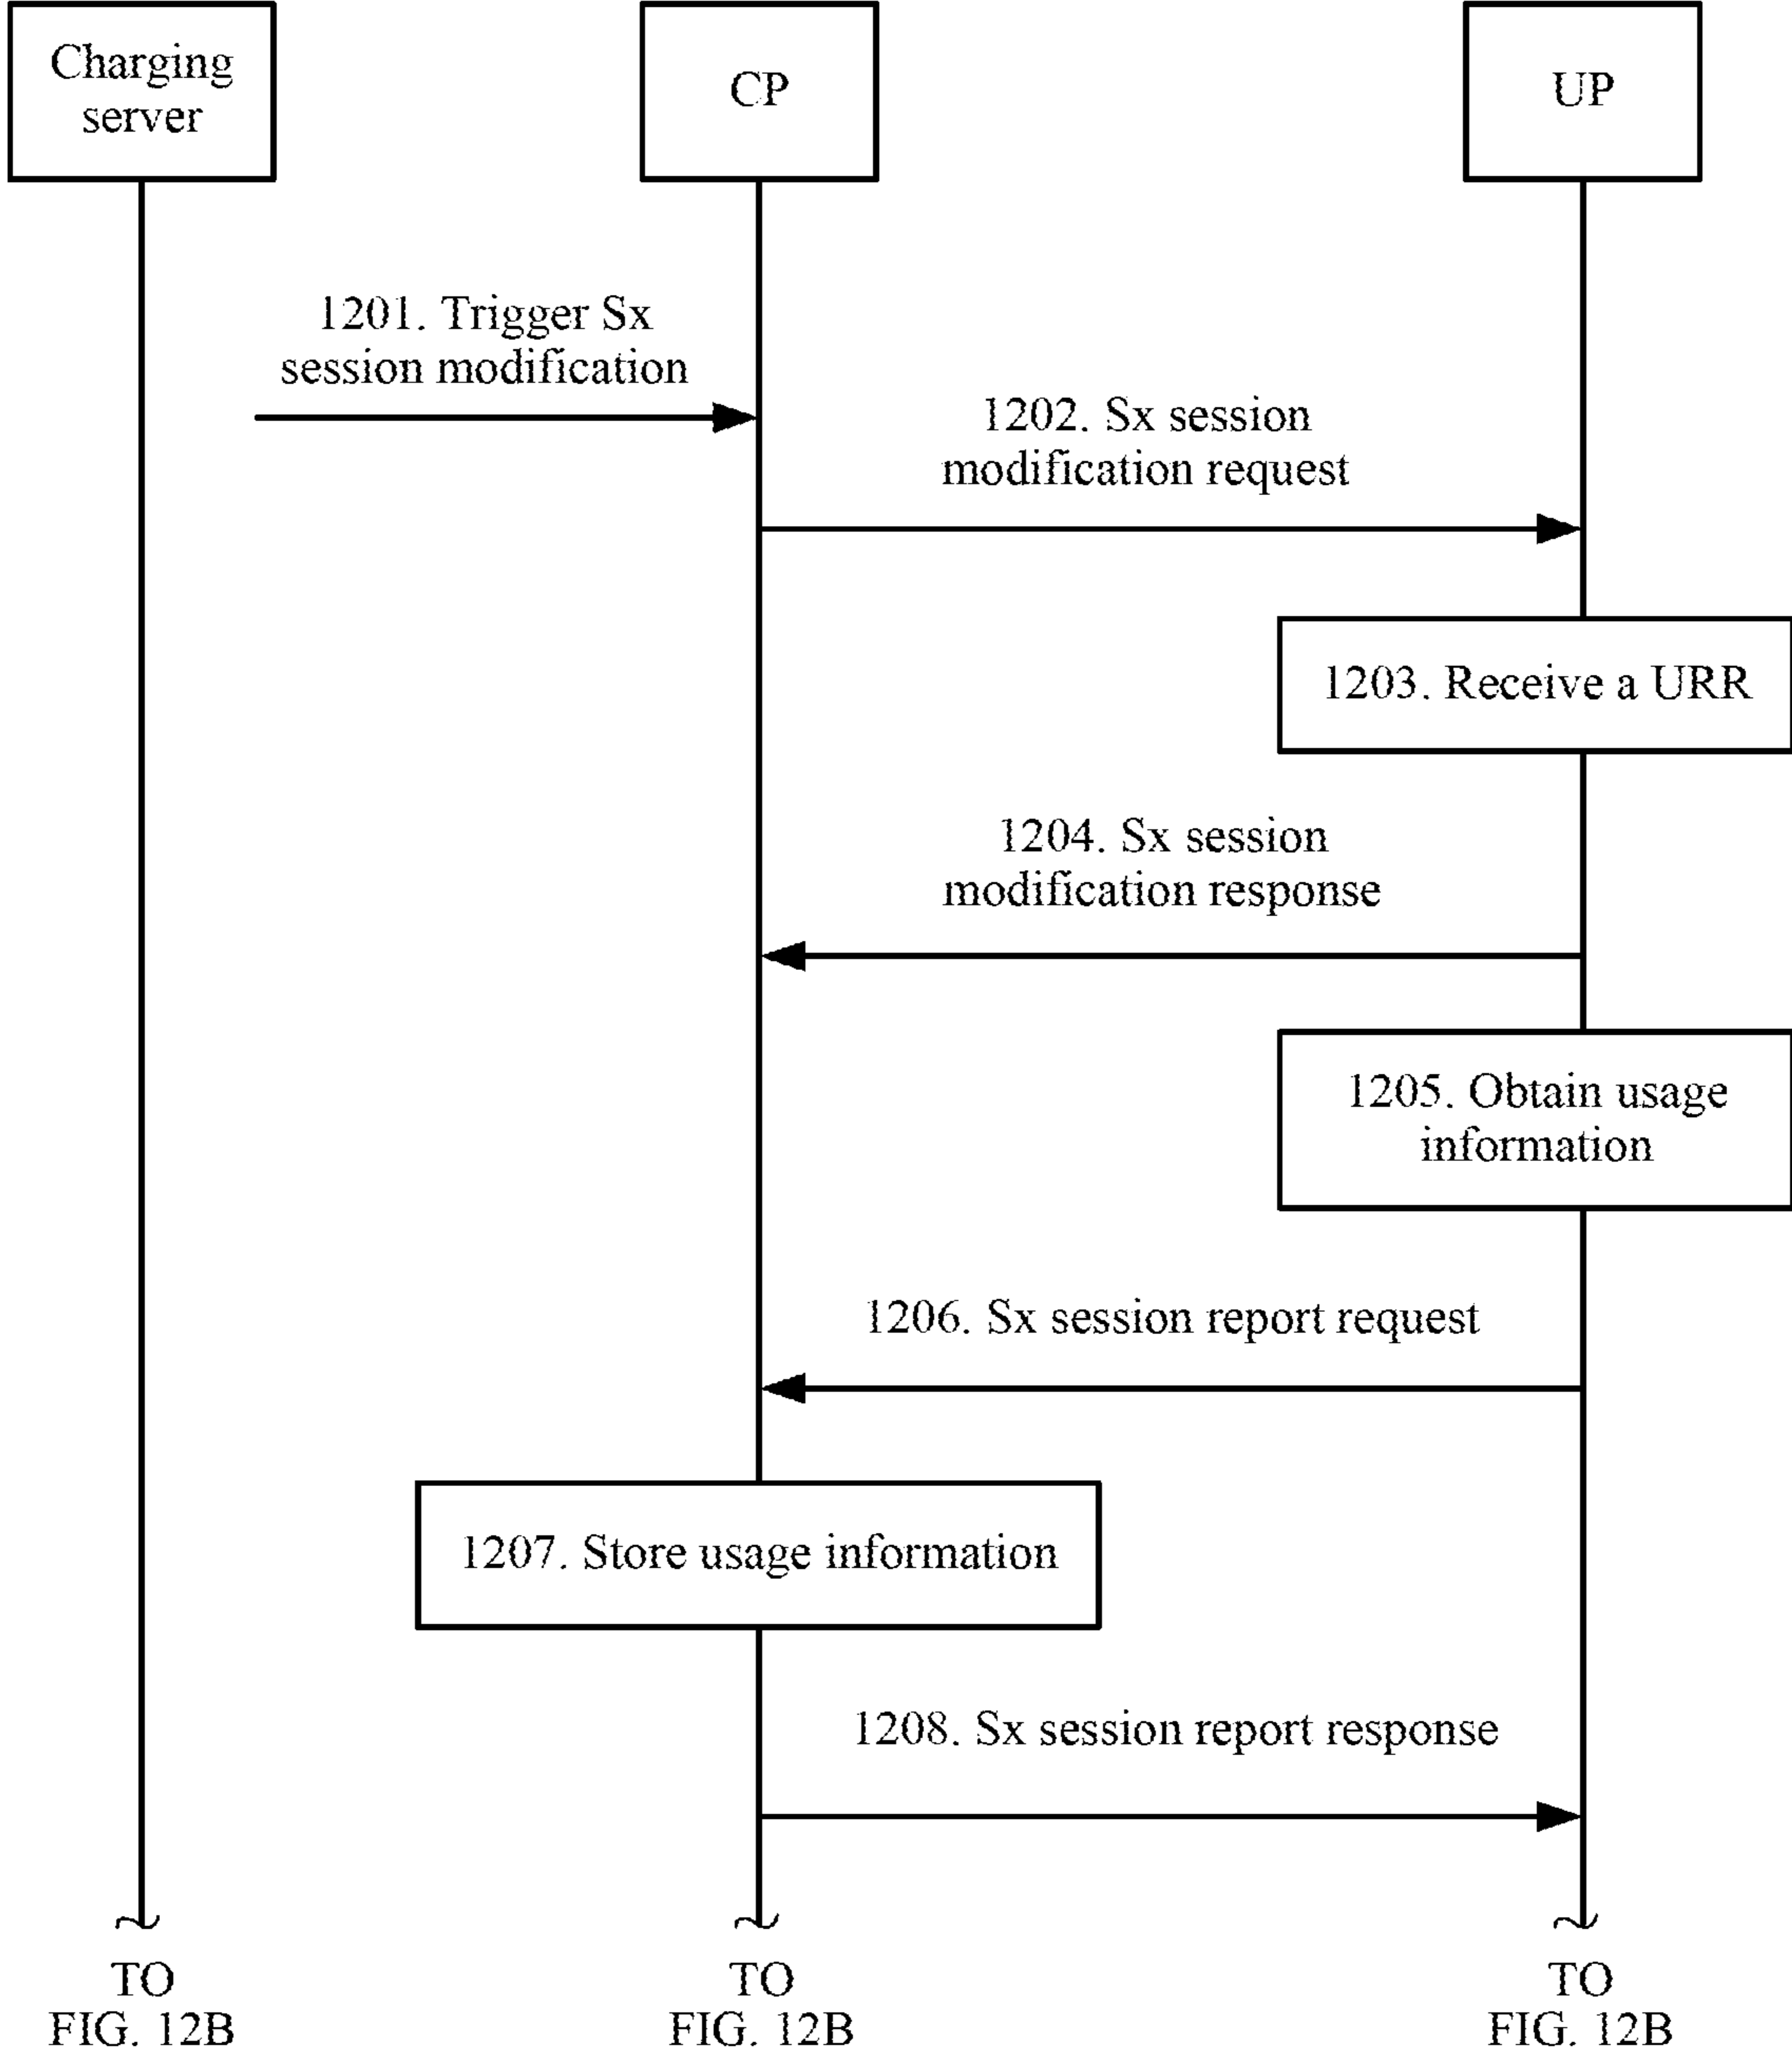 Charging
server
CP
UP
1201. Trigger Sx
session modification
1202. Sx session
modification request
1203. Receive a URR
1204. Sx session
modification response
1205. Obtain usage
information
1206. Sx session report request
1207. Store usage information
1208. Sx session report response
TO
FIG. 12B
TO
FIG. 12B
TO
FIG. 12B